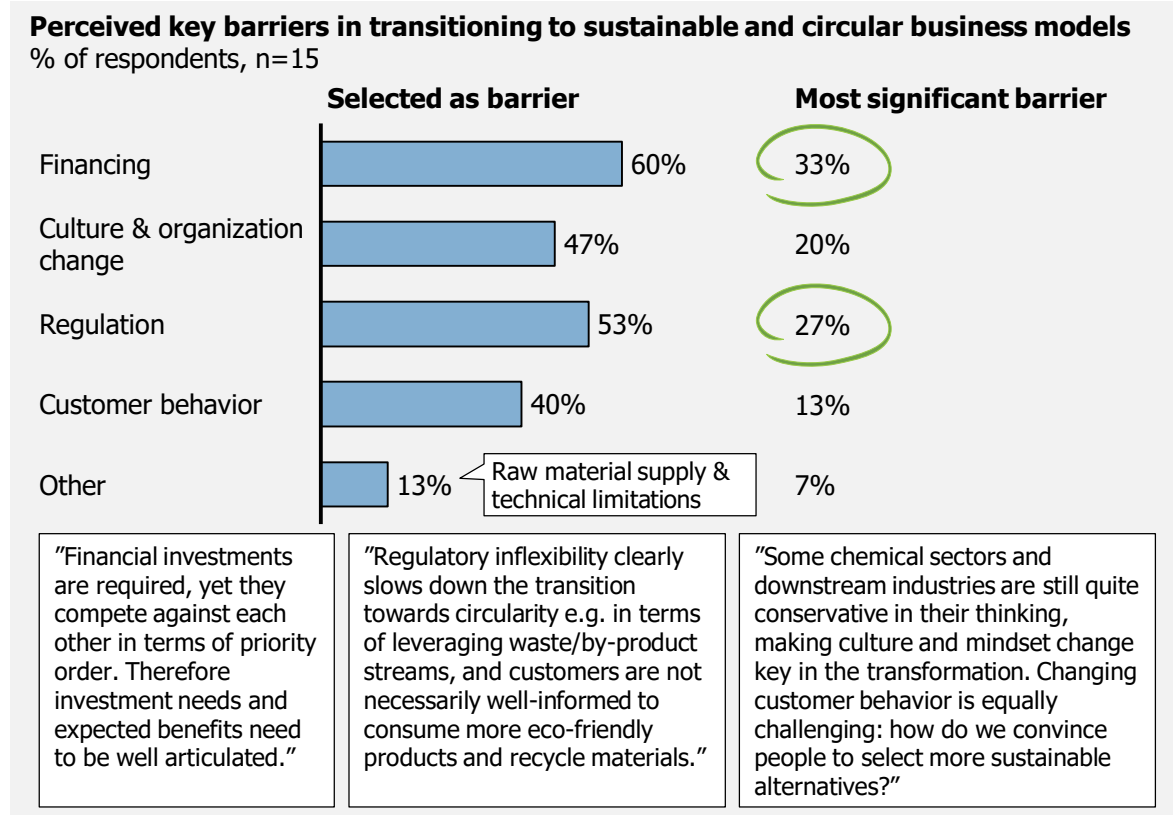 Perceived key barriers in transitioning to sustainable and circular business models
% of respondents, n=15
Selected as barrier
Most significant barrier
Financing
60%
33%
Culture & organization
change
47%
20%
Regulation
53%
27%
Customer behavior
40%
13%
Other
13%
Raw material supply &
technical limitations
7%
”Financial investments
are required, yet they
compete against each
other in terms of priority
order. Therefore
investment needs and
expected benefits need
to be well articulated.”
”Regulatory inflexibility clearly
slows down the transition
towards circularity e.g. in terms
of leveraging waste/by-product
streams, and customers are not
necessarily well-informed to
consume more eco-friendly
products and recycle materials.”
”Some chemical sectors and
downstream industries are still quite
conservative in their thinking,
making culture and mindset change
key in the transformation. Changing
customer behavior is equally
challenging: how do we convince
people to select more sustainable
alternatives?”